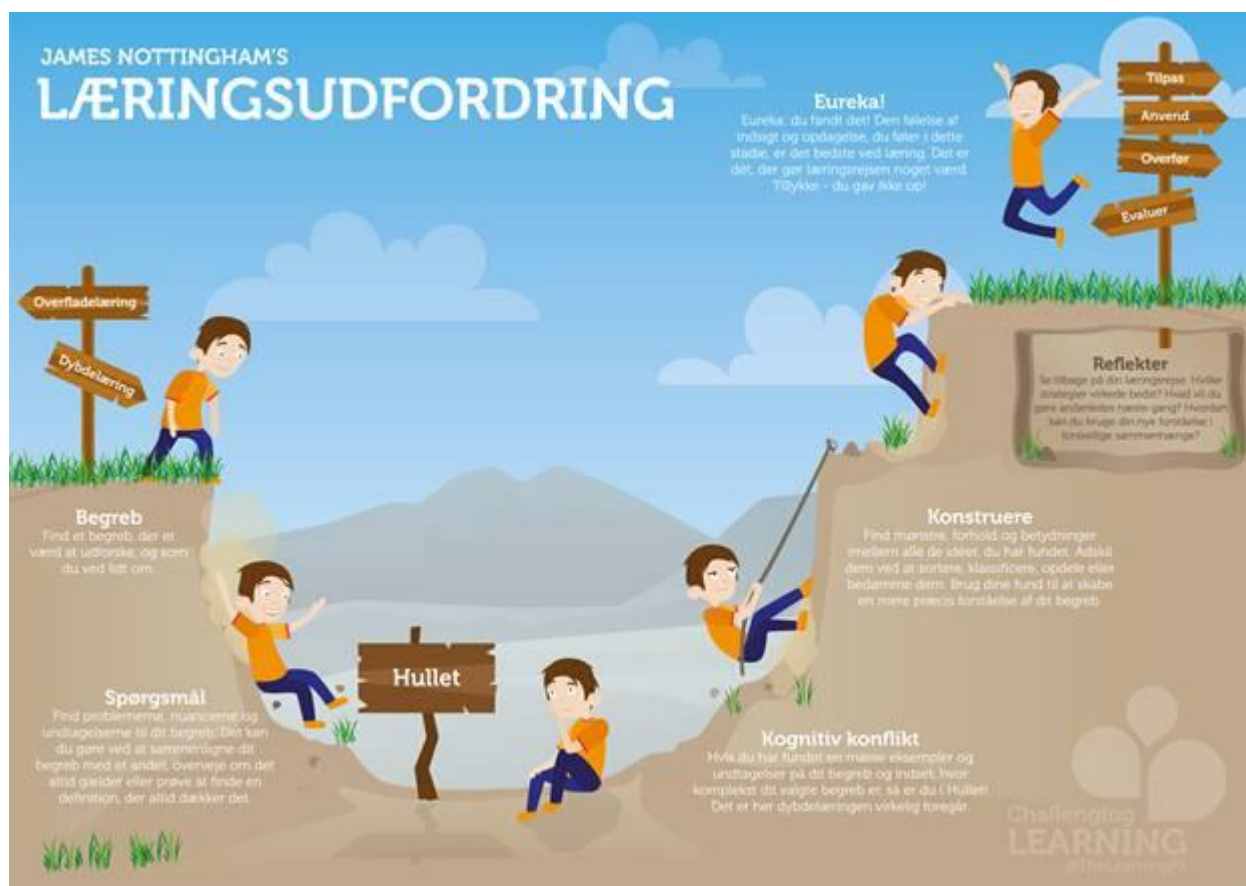 JAMES NOTTINGHAM'S
LÆRINGSUDFORDRING
Eureka!
Eureka: du fandt det! Den følelse af
indsigt og opdagelse, du føler i dette
stadie, er det bedste ved læring. Det er
det, der gør læringsrejsen noget værd.
Tillykke - du gav ikke op!
Tilpas
Anvend
Overfør
Evaluer
Overfladelæring
Dybdelæring
Reflekter
Se tilbage på din læringsrejse. Hvilke
strategier virkede bedst? Hvad vil du
gøre anderledes næste gang? Hvordan
kan du bruge din nye forståelse i
forskellige sammenhænge?
Begreb
Find et begreb, der er
værd at udforske, og som
du ved lidt om.
Konstruere
Find mønstre, forhold og betydninger
imellem alle de ideer, du har fundet. Adskil
dem ved at sortere, klassificere, opdele eller
bedømme dem. Brug dine fund til at skabe
en mere præcis forståelse af dit begreb.
Hullet
Spørgsmål
Find problemerne, nuancerne og
undtagelserne til dit begreb. Det kan
du gøre ved at sammenligne dit
begreb med et andet, overveje om det
altid gælder eller prøve at finde en
definition, der altid dækker det.
Kognitiv konflikt
Hvis du har fundet en masse eksempler og
undtagelser på dit begreb og indset, hvor
komplekst dit valgte begreb er, så er du i Hullet!
Det er her dybdelæringen virkelig foregår.
Challenging
LEARNING